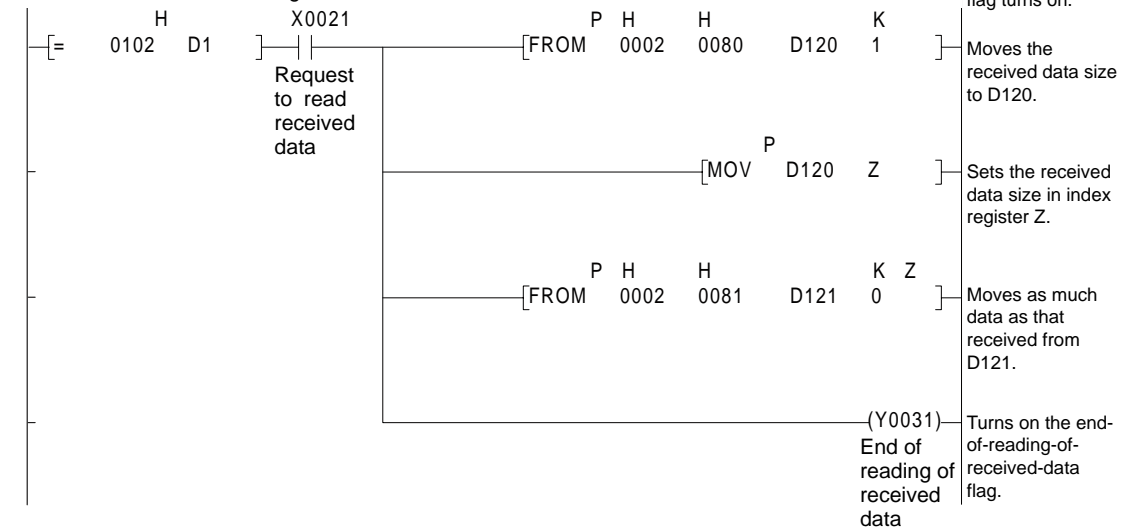 flag turns on.
H X0021 P H H K
[= 0102 D1 ] [FROM 0002 0080 D120 1 ]
Request
to read
received
data
Moves the
received data size
to D120.
P
[MOV D120 Z ]
Sets the received
data size in index
register Z.
P H H K Z
[FROM 0002 0081 D121 0 ]
Moves as much
data as that
received from
D121.
(Y0031)
End of
reading of
received
data
Turns on the end-
of-reading-of-
received-data
flag.